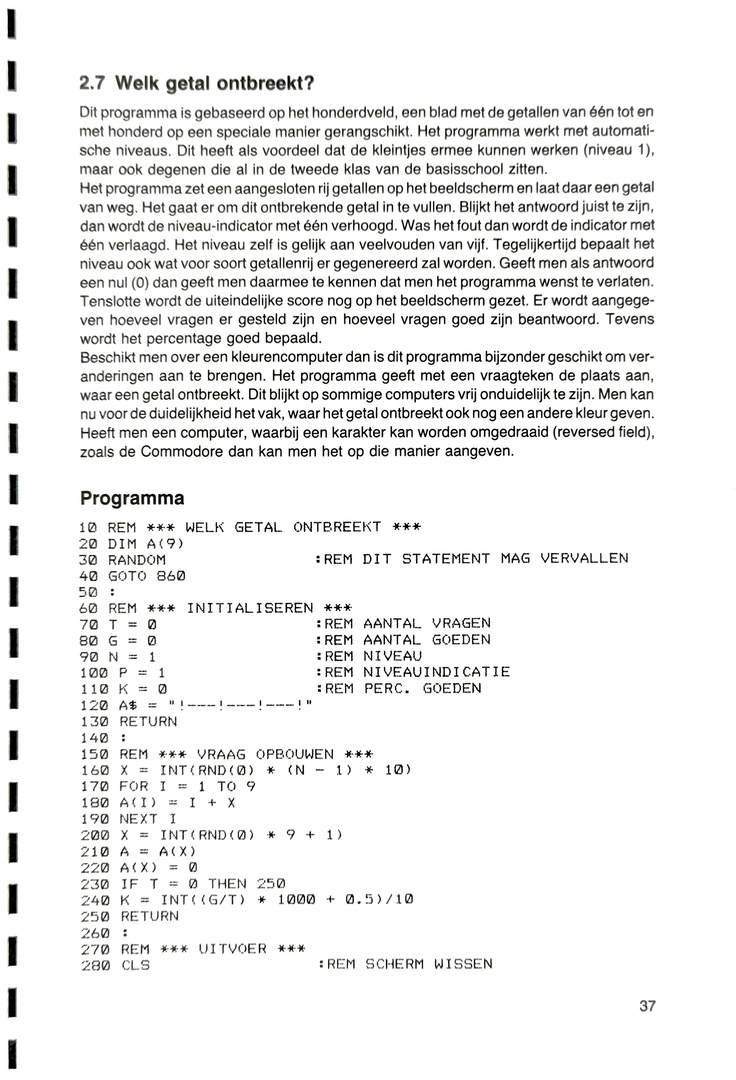 2.7 Welk getal ontbreekt?
Dit programma is gebaseerd op het honderdveld, een blad met de getallen van één tot en
met honderd op een speciale manier gerangschikt. Het programma werkt met automati-
sche niveaus. Dit heeft als voordeel dat de kleintjes ermee kunnen werken (niveau 1),
maar ook degenen die al in de tweede klas van de basisschool zitten.
Het programma zet een aangesloten rij getallen op het beeldscherm en laat daar een getal
van weg. Het gaat er om dit ontbrekende getal in te vullen. Blijkt het antwoord juist te zijn,
dan wordt de niveau-indicator met één verhoogd. Was het fout dan wordt de indicator met
één verlaagd. Het niveau zelf is gelijk aan veelvouden van vijf. Tegelijkertijd bepaalt het
niveau ook wat voor soort getallenrij er gegenereerd zal worden. Geeft men als antwoord
een nul (0) dan geeft men daarmee te kennen dat men het programma wenst te verlaten.
Tenslotte wordt de uiteindelijke score nog op het beeldscherm gezet. Er wordt aangege-
ven hoeveel vragen er gesteld zijn en hoeveel vragen goed zijn beantwoord. Tevens
wordt het percentage goed bepaald.
Beschikt men over een kleurencomputer dan is dit programma bijzonder geschikt om ver-
anderingen aan te brengen. Het programma geeft met een vraagteken de plaats aan,
waar een getal ontbreekt. Dit blijkt op sommige computers vrij onduidelijk te zijn. Men kan
nu voor de duidelijkheid het vak, waar het getal ontbreekt ook nog een andere kleur geven.
Heeft men een computer, waarbij een karakter kan worden omgedraaid (reversed field),
zoals de Commodore dan kan men het op die manier aangeven.
Programma
10 REM *** WELK GETAL ONTBREEKT ***
20 DIM A(9)
30 RANDOM :REM DIT STATEMENT MAG VERVALLEN
40 GOTO 860
50 :
60 REM *** INITIALISEREN ***
70 T = 0 :REM AANTAL VRAGEN
80 G = 0 :REM AANTAL GOEDEN
90 N = 1 :REM NIVEAU
100 P = 1 :REM NIVEAUINDICATIE
110 K = 0 :REM PERC. GOEDEN
120 A$ = "!---!---!---!"
130 RETURN
140 :
150 REM *** VRAAG OPBOUWEN ***
160 X = INT(RND(0) * (N - 1) * 10)
170 FOR I = 1 TO 9
180 A(I) = I + X
190 NEXT I
200 X = INT(RND(0) * 9 + 1)
210 A = A(X)
220 A(X) = 0
230 IF T = 0 THEN 250
240 K = INT((G/T) * 1000 + 0.5)/10
250 RETURN
260 :
270 REM *** UITVOER ***
280 CLS :REM SCHERM WISSEN
37